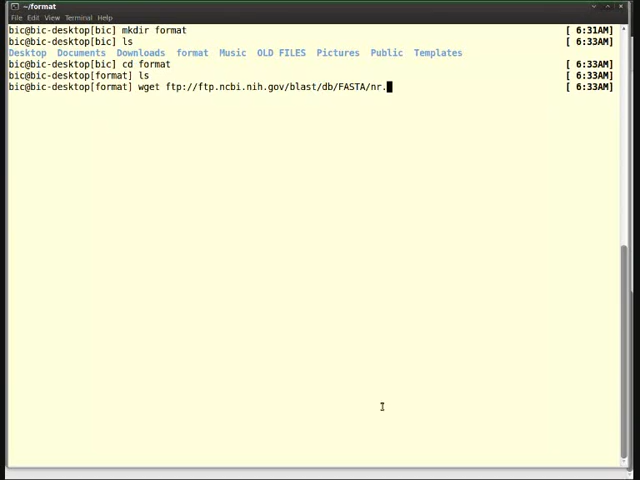 ~/format
File Edit View Terminal Help
bic@bic-desktop[bic] mkdir format [ 6:31AM]
bic@bic-desktop[bic] ls [ 6:33AM]
Desktop Documents Downloads format Music OLD FILES Pictures Public Templates
bic@bic-desktop[bic] cd format [ 6:33AM]
bic@bic-desktop[format] ls [ 6:33AM]
bic@bic-desktop[format] wget ftp://ftp.ncbi.nih.gov/blast/db/FASTA/nr. [ 6:33AM]